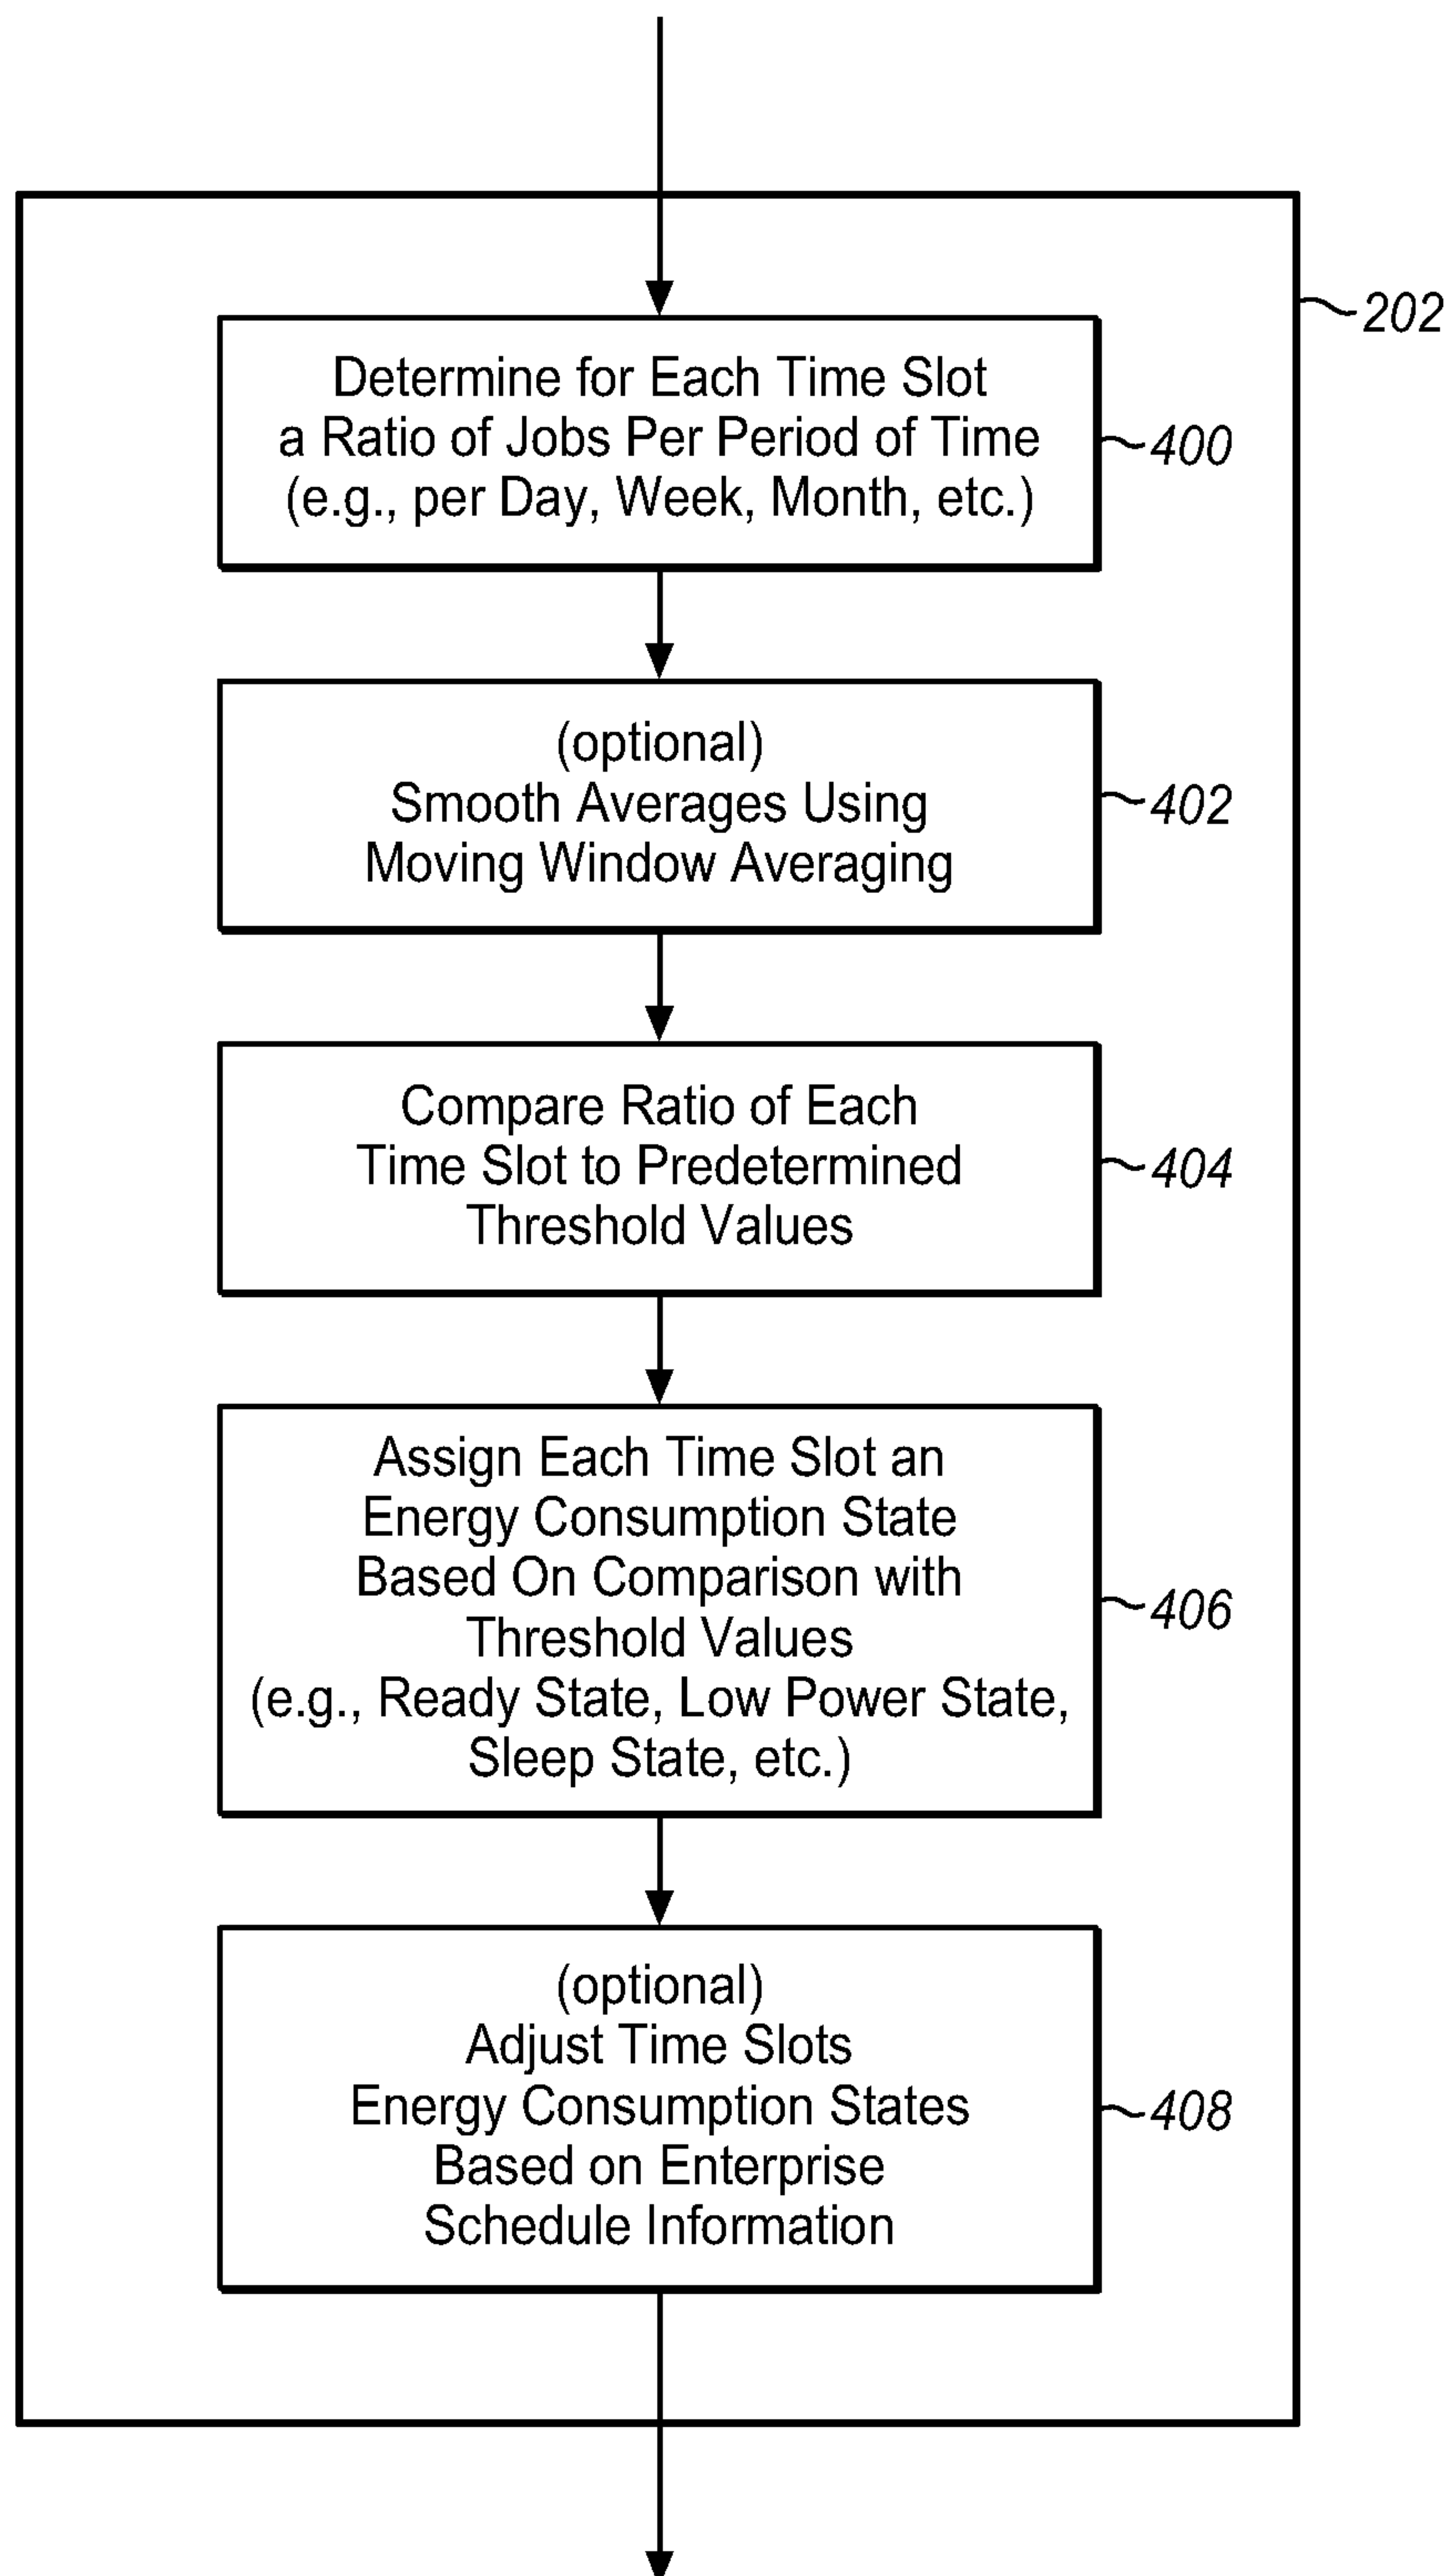 202
Determine for Each Time Slot
a Ratio of Jobs Per Period of Time
(e.g., per Day, Week, Month, etc.)
400
(optional)
Smooth Averages Using
Moving Window Averaging
402
Compare Ratio of Each
Time Slot to Predetermined
Threshold Values
404
Assign Each Time Slot an
Energy Consumption State
Based On Comparison with
Threshold Values
(e.g., Ready State, Low Power State,
Sleep State, etc.)
406
(optional)
Adjust Time Slots
Energy Consumption States
Based on Enterprise
Schedule Information
408